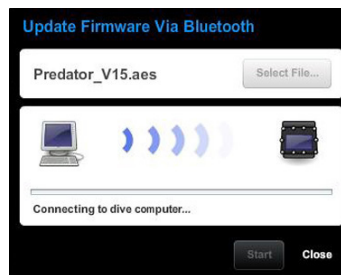 Update Firmware Via Bluetooth
Predator_V15.aes
Select File...
Connecting to dive computer...
Start
Close